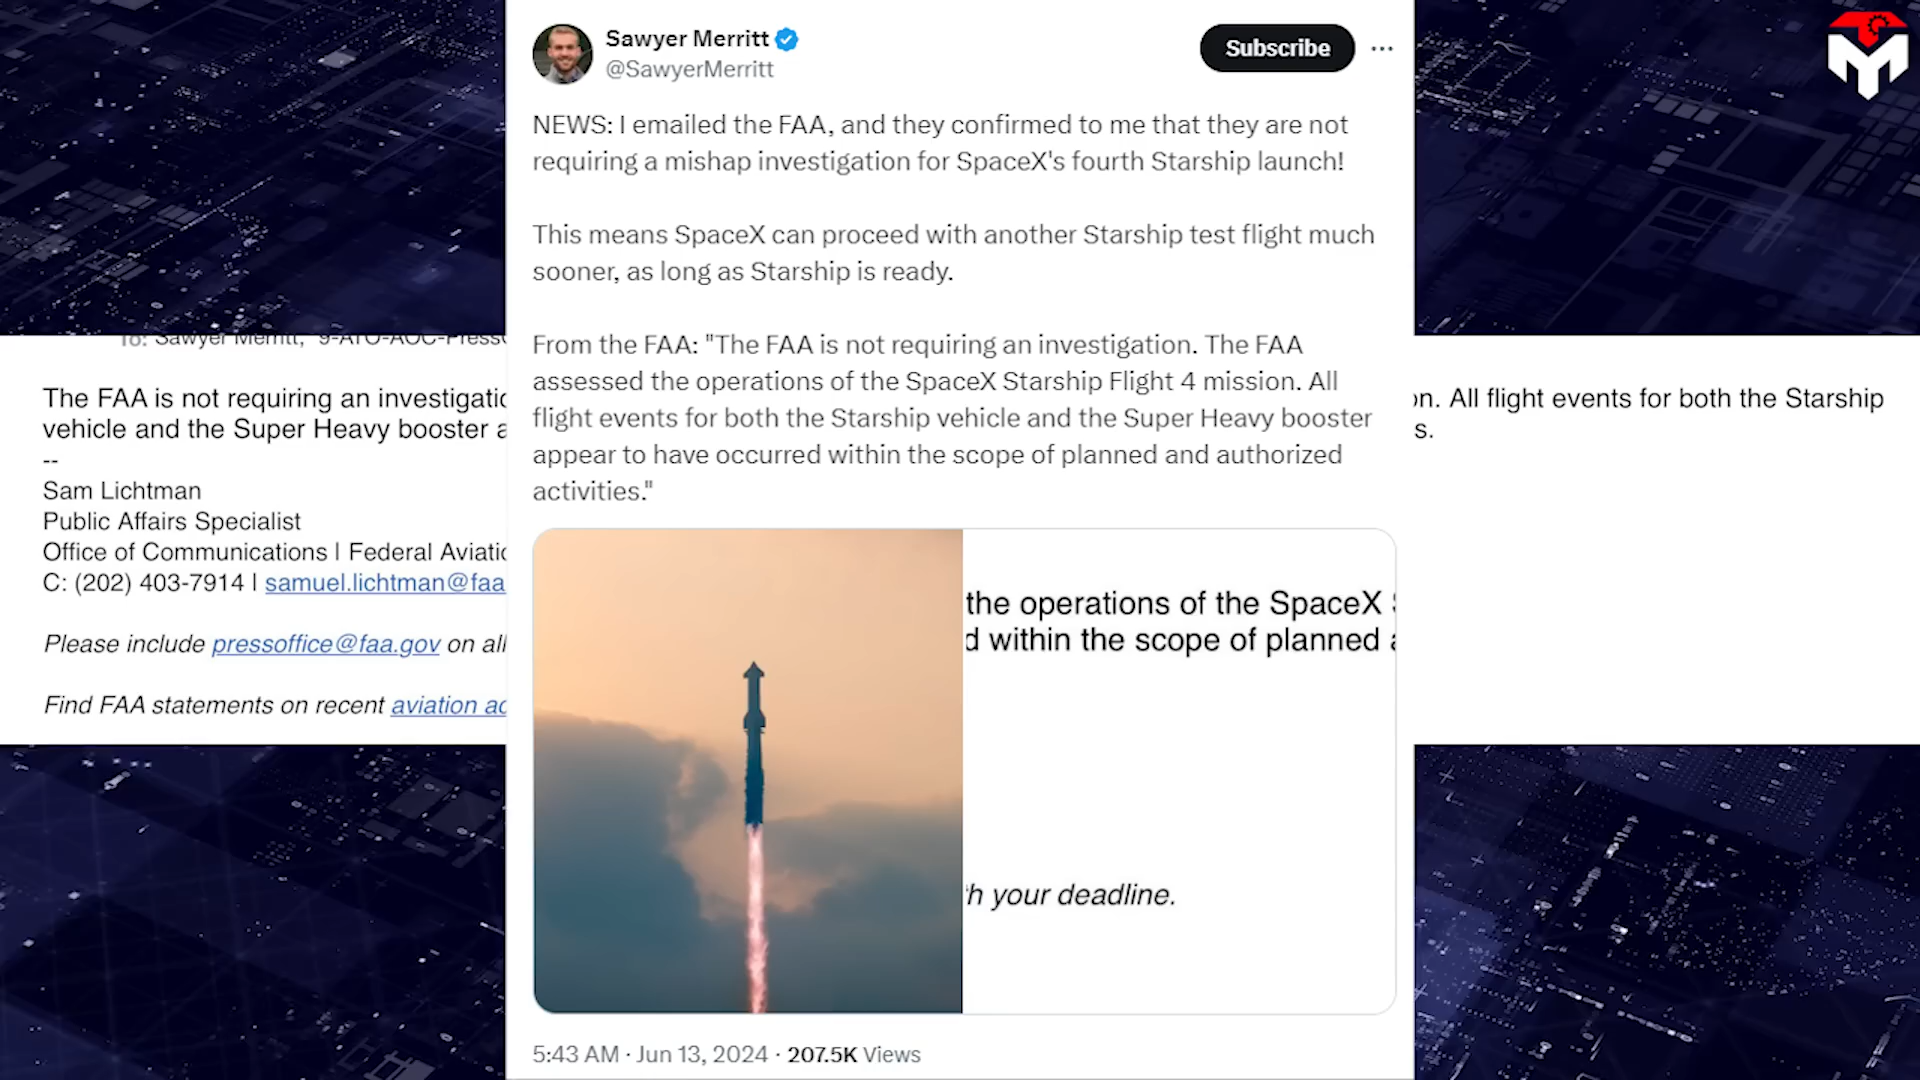 Sawyer Merritt
@SawyerMerritt
Subscribe
NEWS: I emailed the FAA, and they confirmed to me that they are not
requiring a mishap investigation for SpaceX's fourth Starship launch!
This means SpaceX can proceed with another Starship test flight much
sooner, as long as Starship is ready.
From the FAA: "The FAA is not requiring an investigation. The FAA
assessed the operations of the SpaceX Starship Flight 4 mission. All
flight events for both the Starship vehicle and the Super Heavy booster
appear to have occurred within the scope of planned and authorized
activities."
the operations of the SpaceX
within the scope of planned
your deadline.
5:43 AM · Jun 13, 2024 · 207.5K Views
To: Sawyer Merritt, 9-ATO-AOC-Press
The FAA is not requiring an
vehicle and the Super Heavy booster
--
Sam Lichtman
Public Affairs Specialist
Office of Communications | Federal
C: (202) 403-7914 | samuel.lichtman@faa
Please include pressoffice@faa.gov on all
Find FAA statements on recent aviation
All flight events for both the Starship
s.